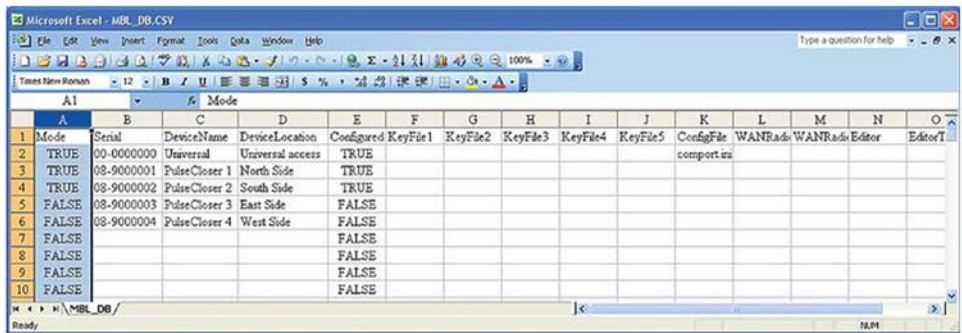 Microsoft Excel - MBL_DB.CSV
File Edit View Insert Format Tools Data Window Help Type a question for help
100%
Times New Roman 12 B I U $ % ,
A1 fx Mode
A B C D E F G H I J K L M N O
1 Mode Serial DeviceName DeviceLocation Configured KeyFile1 KeyFile2 KeyFile3 KeyFile4 KeyFile5 ConfigFile WANRadi WANRadi Editor EditorT
2 TRUE 00-0000000 Universal Universal access TRUE comport.ini
3 TRUE 08-9000001 PulseCloser 1 North Side TRUE
4 TRUE 08-9000002 PulseCloser 2 South Side TRUE
5 FALSE 08-9000003 PulseCloser 3 East Side FALSE
6 FALSE 08-9000004 PulseCloser 4 West Side FALSE
7 FALSE FALSE
8 FALSE FALSE
9 FALSE FALSE
10 FALSE FALSE
MBL_DB
Ready NUM